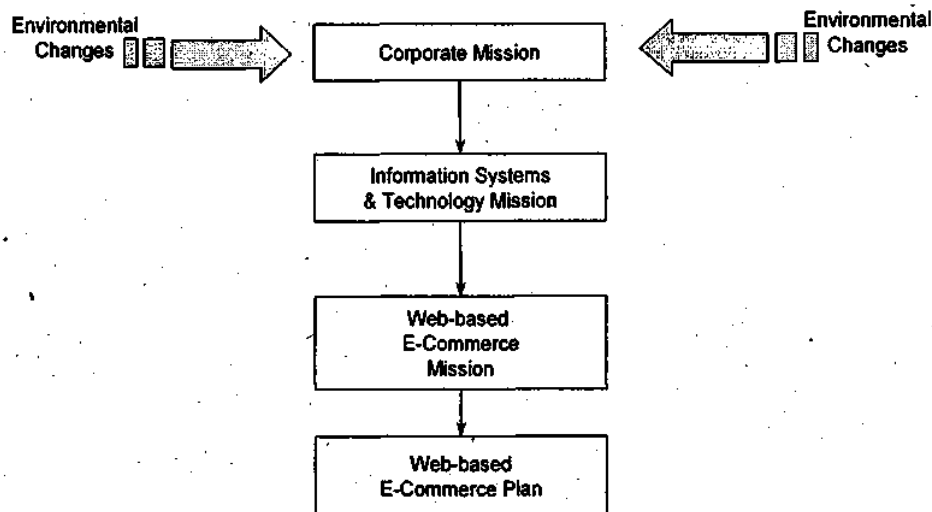 Environmental
Changes
Corporate Mission
Environmental
Changes
Information Systems
& Technology Mission
Web-based
E-Commerce
Mission
Web-based
E-Commerce Plan